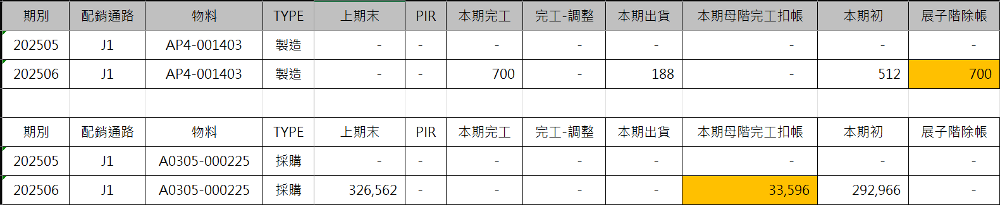 期別 配銷通路 物料 TYPE 上期末 PIR 本期完工 完工-調整 本期出貨 本期母階完工扣帳 本期初 展子階除帳
202505 J1 AP4-001403 製造 - - - - - - - -
202506 J1 AP4-001403 製造 - - 700 - 188 - 512 700
期別 配銷通路 物料 TYPE 上期末 PIR 本期完工 完工-調整 本期出貨 本期母階完工扣帳 本期初 展子階除帳
202505 J1 A0305-000225 採購 - - - - - - - -
202506 J1 A0305-000225 採購 326,562 - - - - 33,596 292,966 -